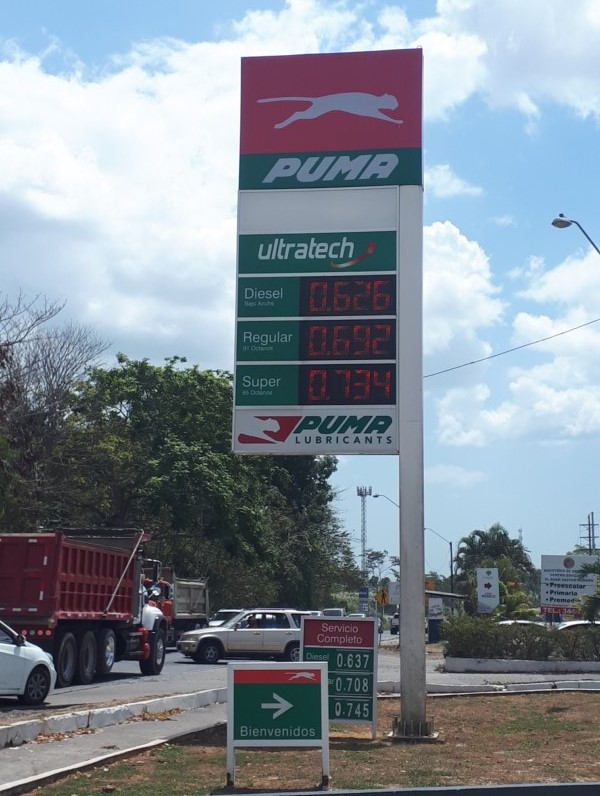 PUMA
ultratech
Diesel 0.626
Bajo Azufre
Regular 0.692
91 Octanos
Super 0.734
95 Octanos
PUMA
LUBRICANTS
Servicio
Completo
Diesel 0.637
0.708
0.745
Bienvenidos
Preescolar
Primaria